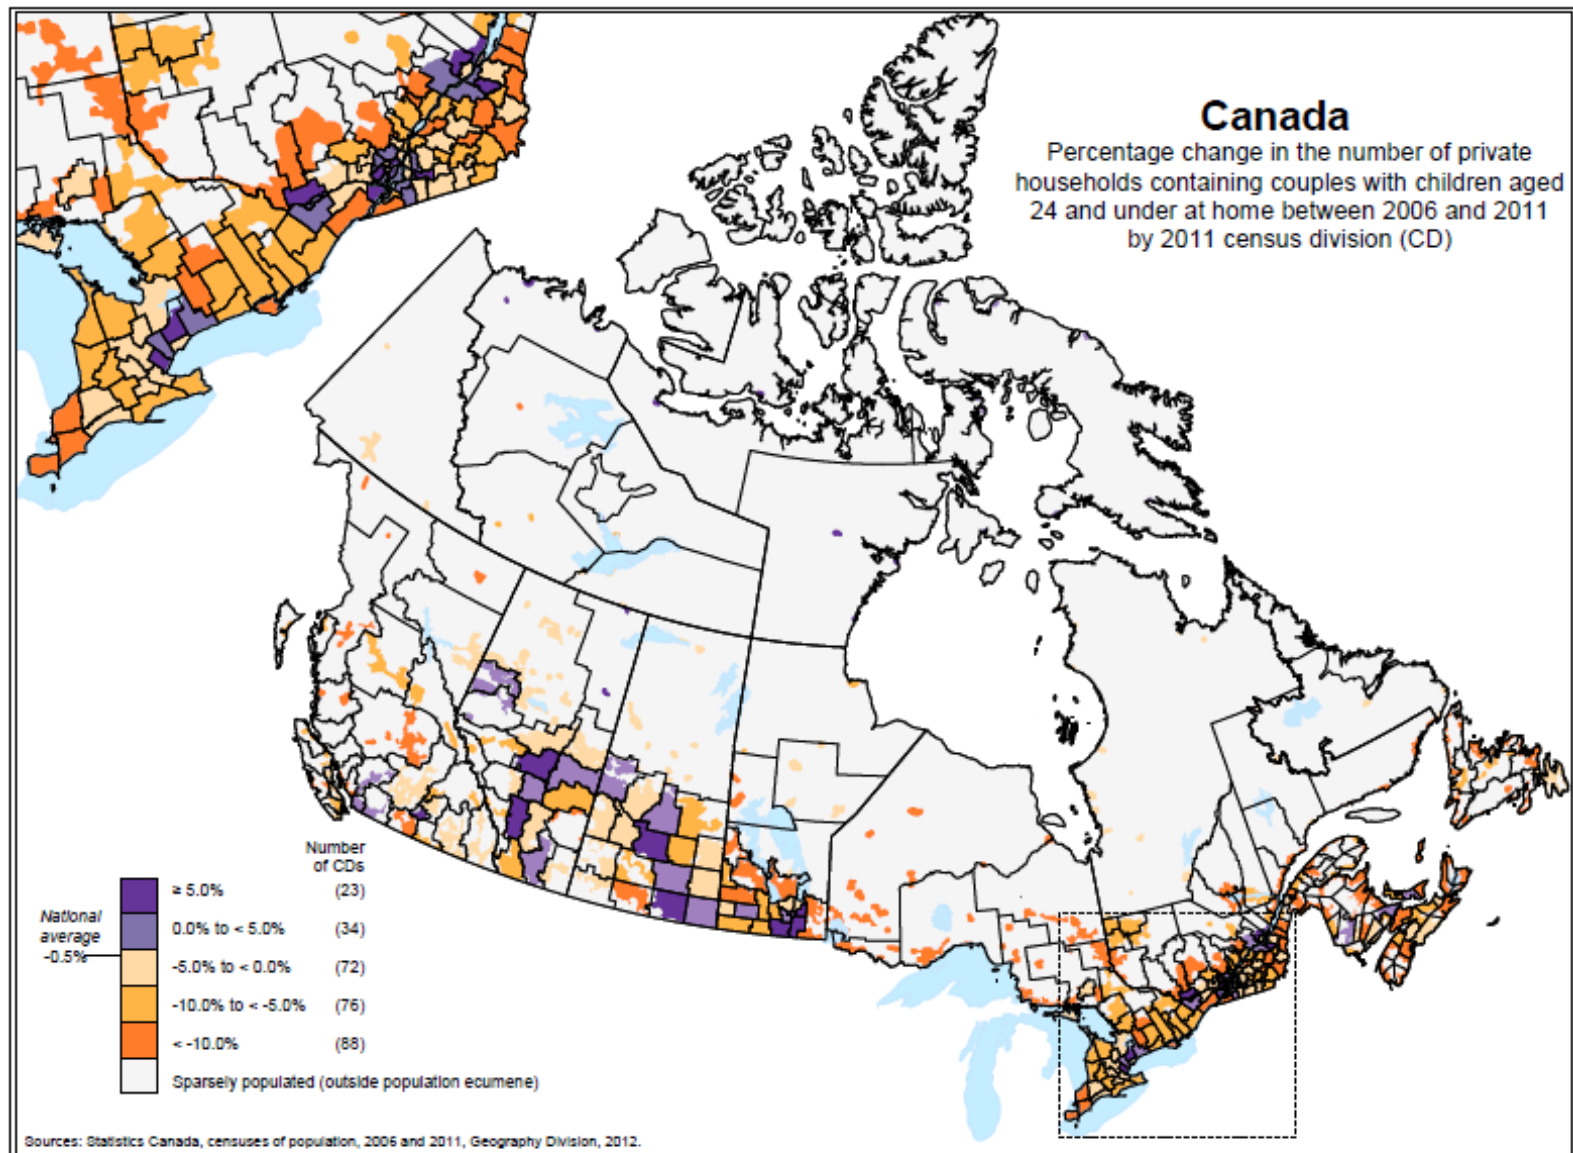 Canada
Percentage change in the number of private
households containing couples with children aged
24 and under at home between 2006 and 2011
by 2011 census division (CD)
Number
of CDs
≥ 5.0% (23)
0.0% to < 5.0% (34)
National
average
-0.5%
-5.0% to < 0.0% (72)
-10.0% to < -5.0% (76)
< -10.0% (88)
Sparsely populated (outside population ecumene)
Sources: Statistics Canada, censuses of population, 2006 and 2011, Geography Division, 2012.